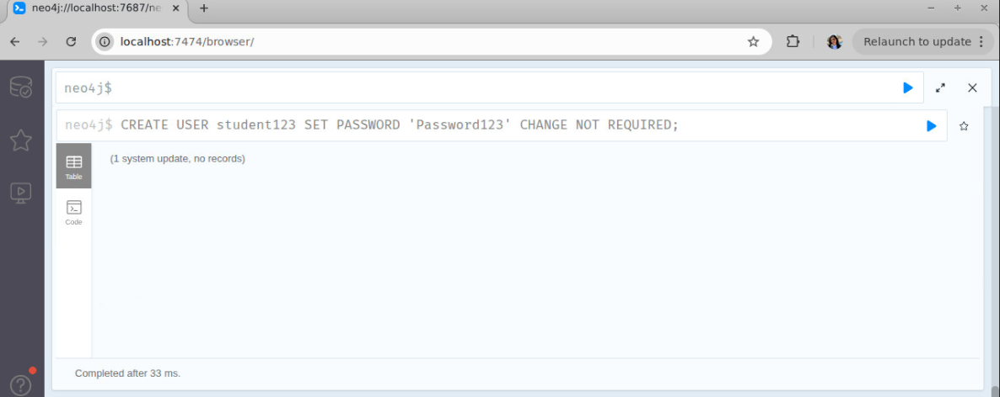 neo4j://localhost:7687/ne
localhost:7474/browser/
Relaunch to update
neo4j$
neo4j$ CREATE USER student123 SET PASSWORD 'Password123' CHANGE NOT REQUIRED;
Table
(1 system update, no records)
Code
Completed after 33 ms.